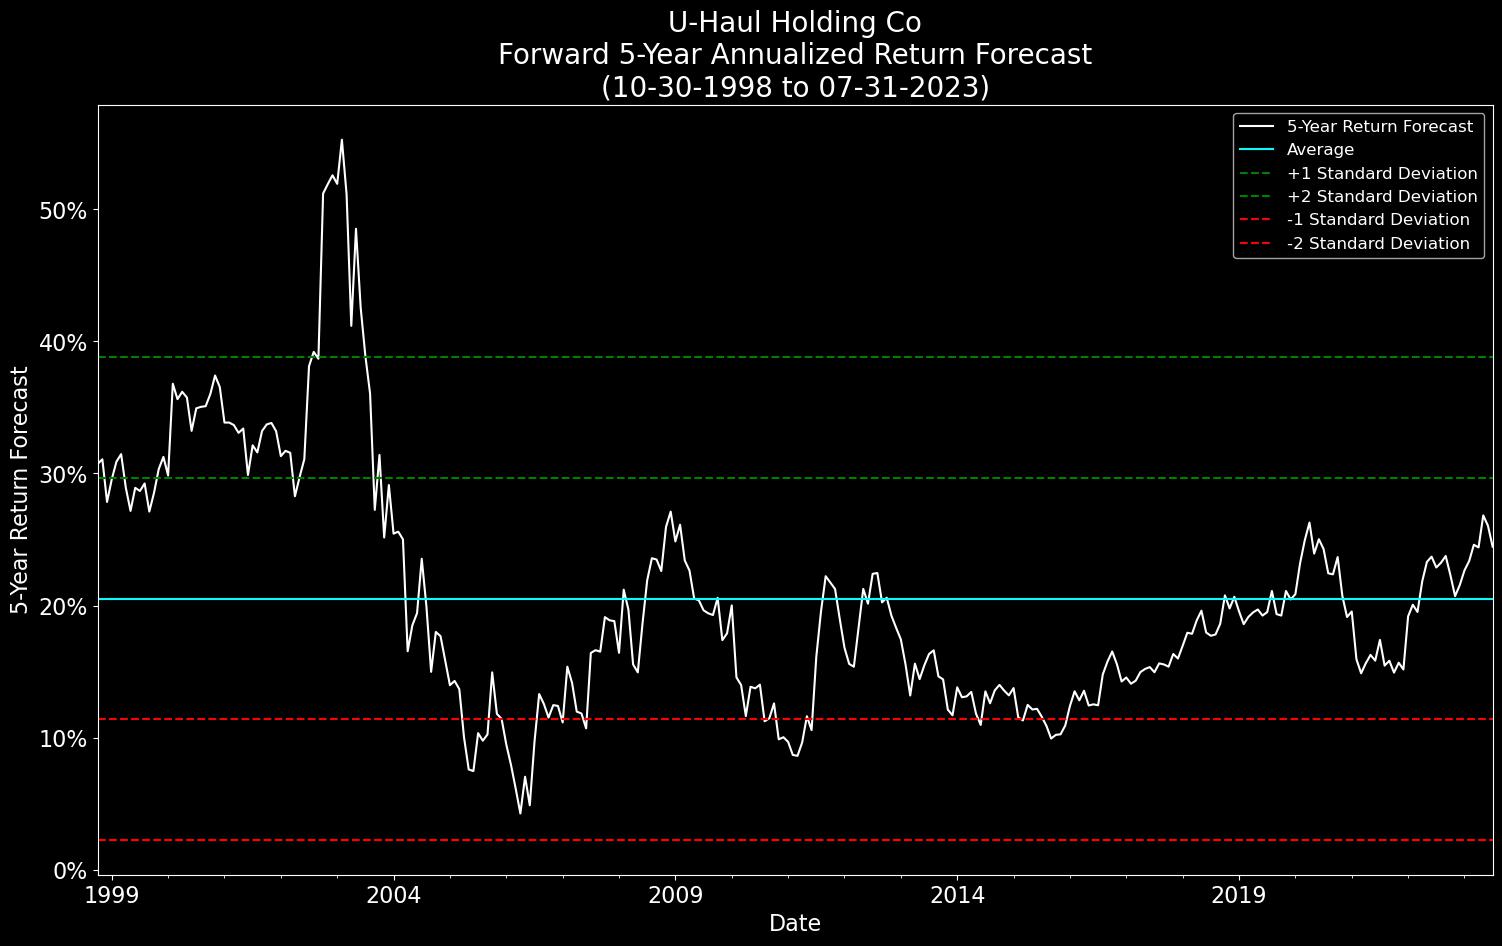 U-Haul Holding Co
Forward 5-Year Annualized Return Forecast
(10-30-1998 to 07-31-2023)
5-Year Return Forecast
Average
+1 Standard Deviation
+2 Standard Deviation
-1 Standard Deviation
-2 Standard Deviation
5-Year Return Forecast
50%
40%
30%
20%
10%
0%
1999
2004
2009
2014
2019
Date